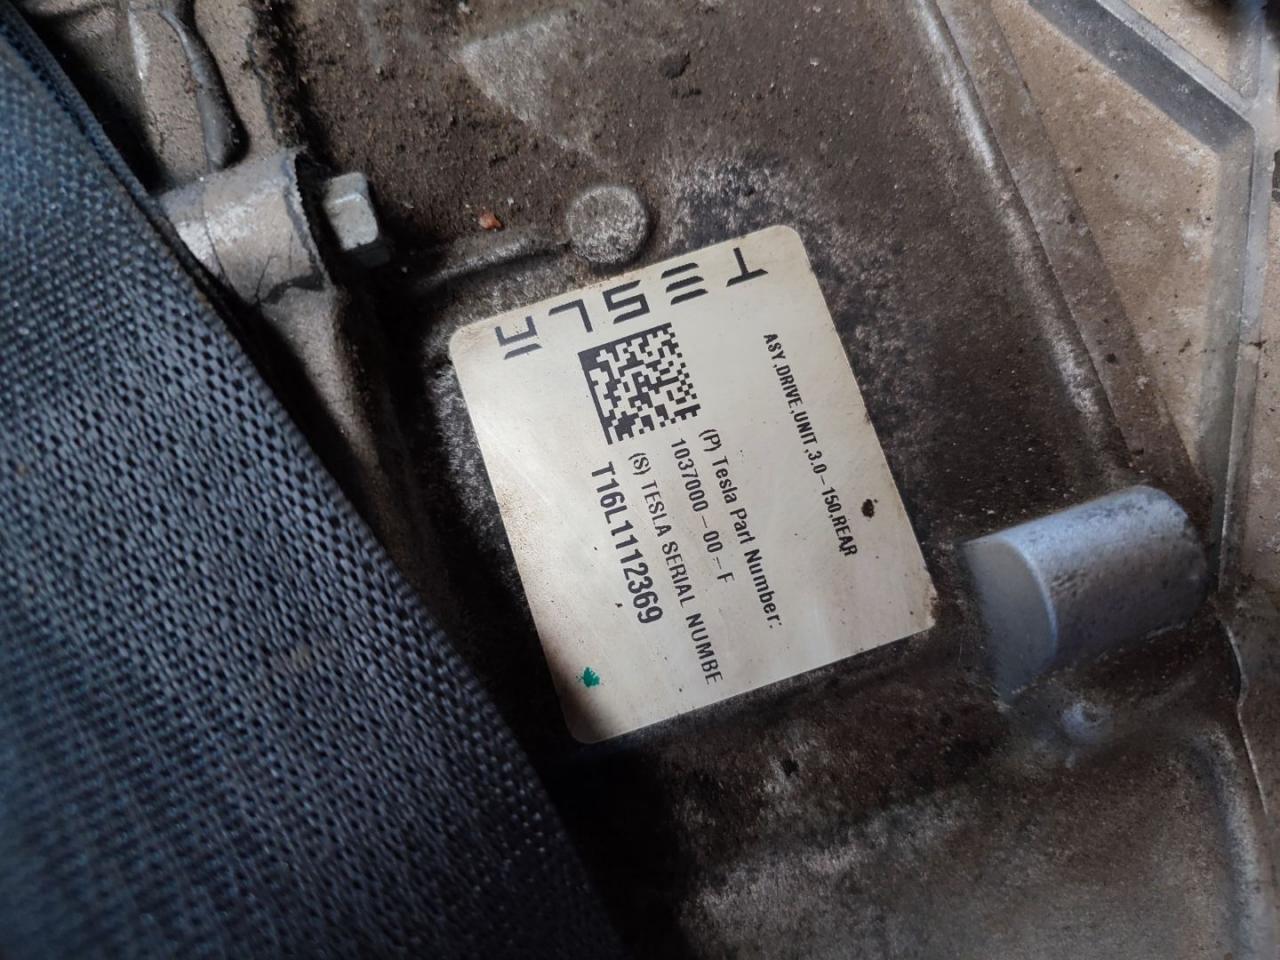 TESLA
ASY,DRIVE,UNIT,3.0-150,REAR
(P) Tesla Part Number:
1037000-00-F
(S) TESLA SERIAL NUMBE
T16L1112369